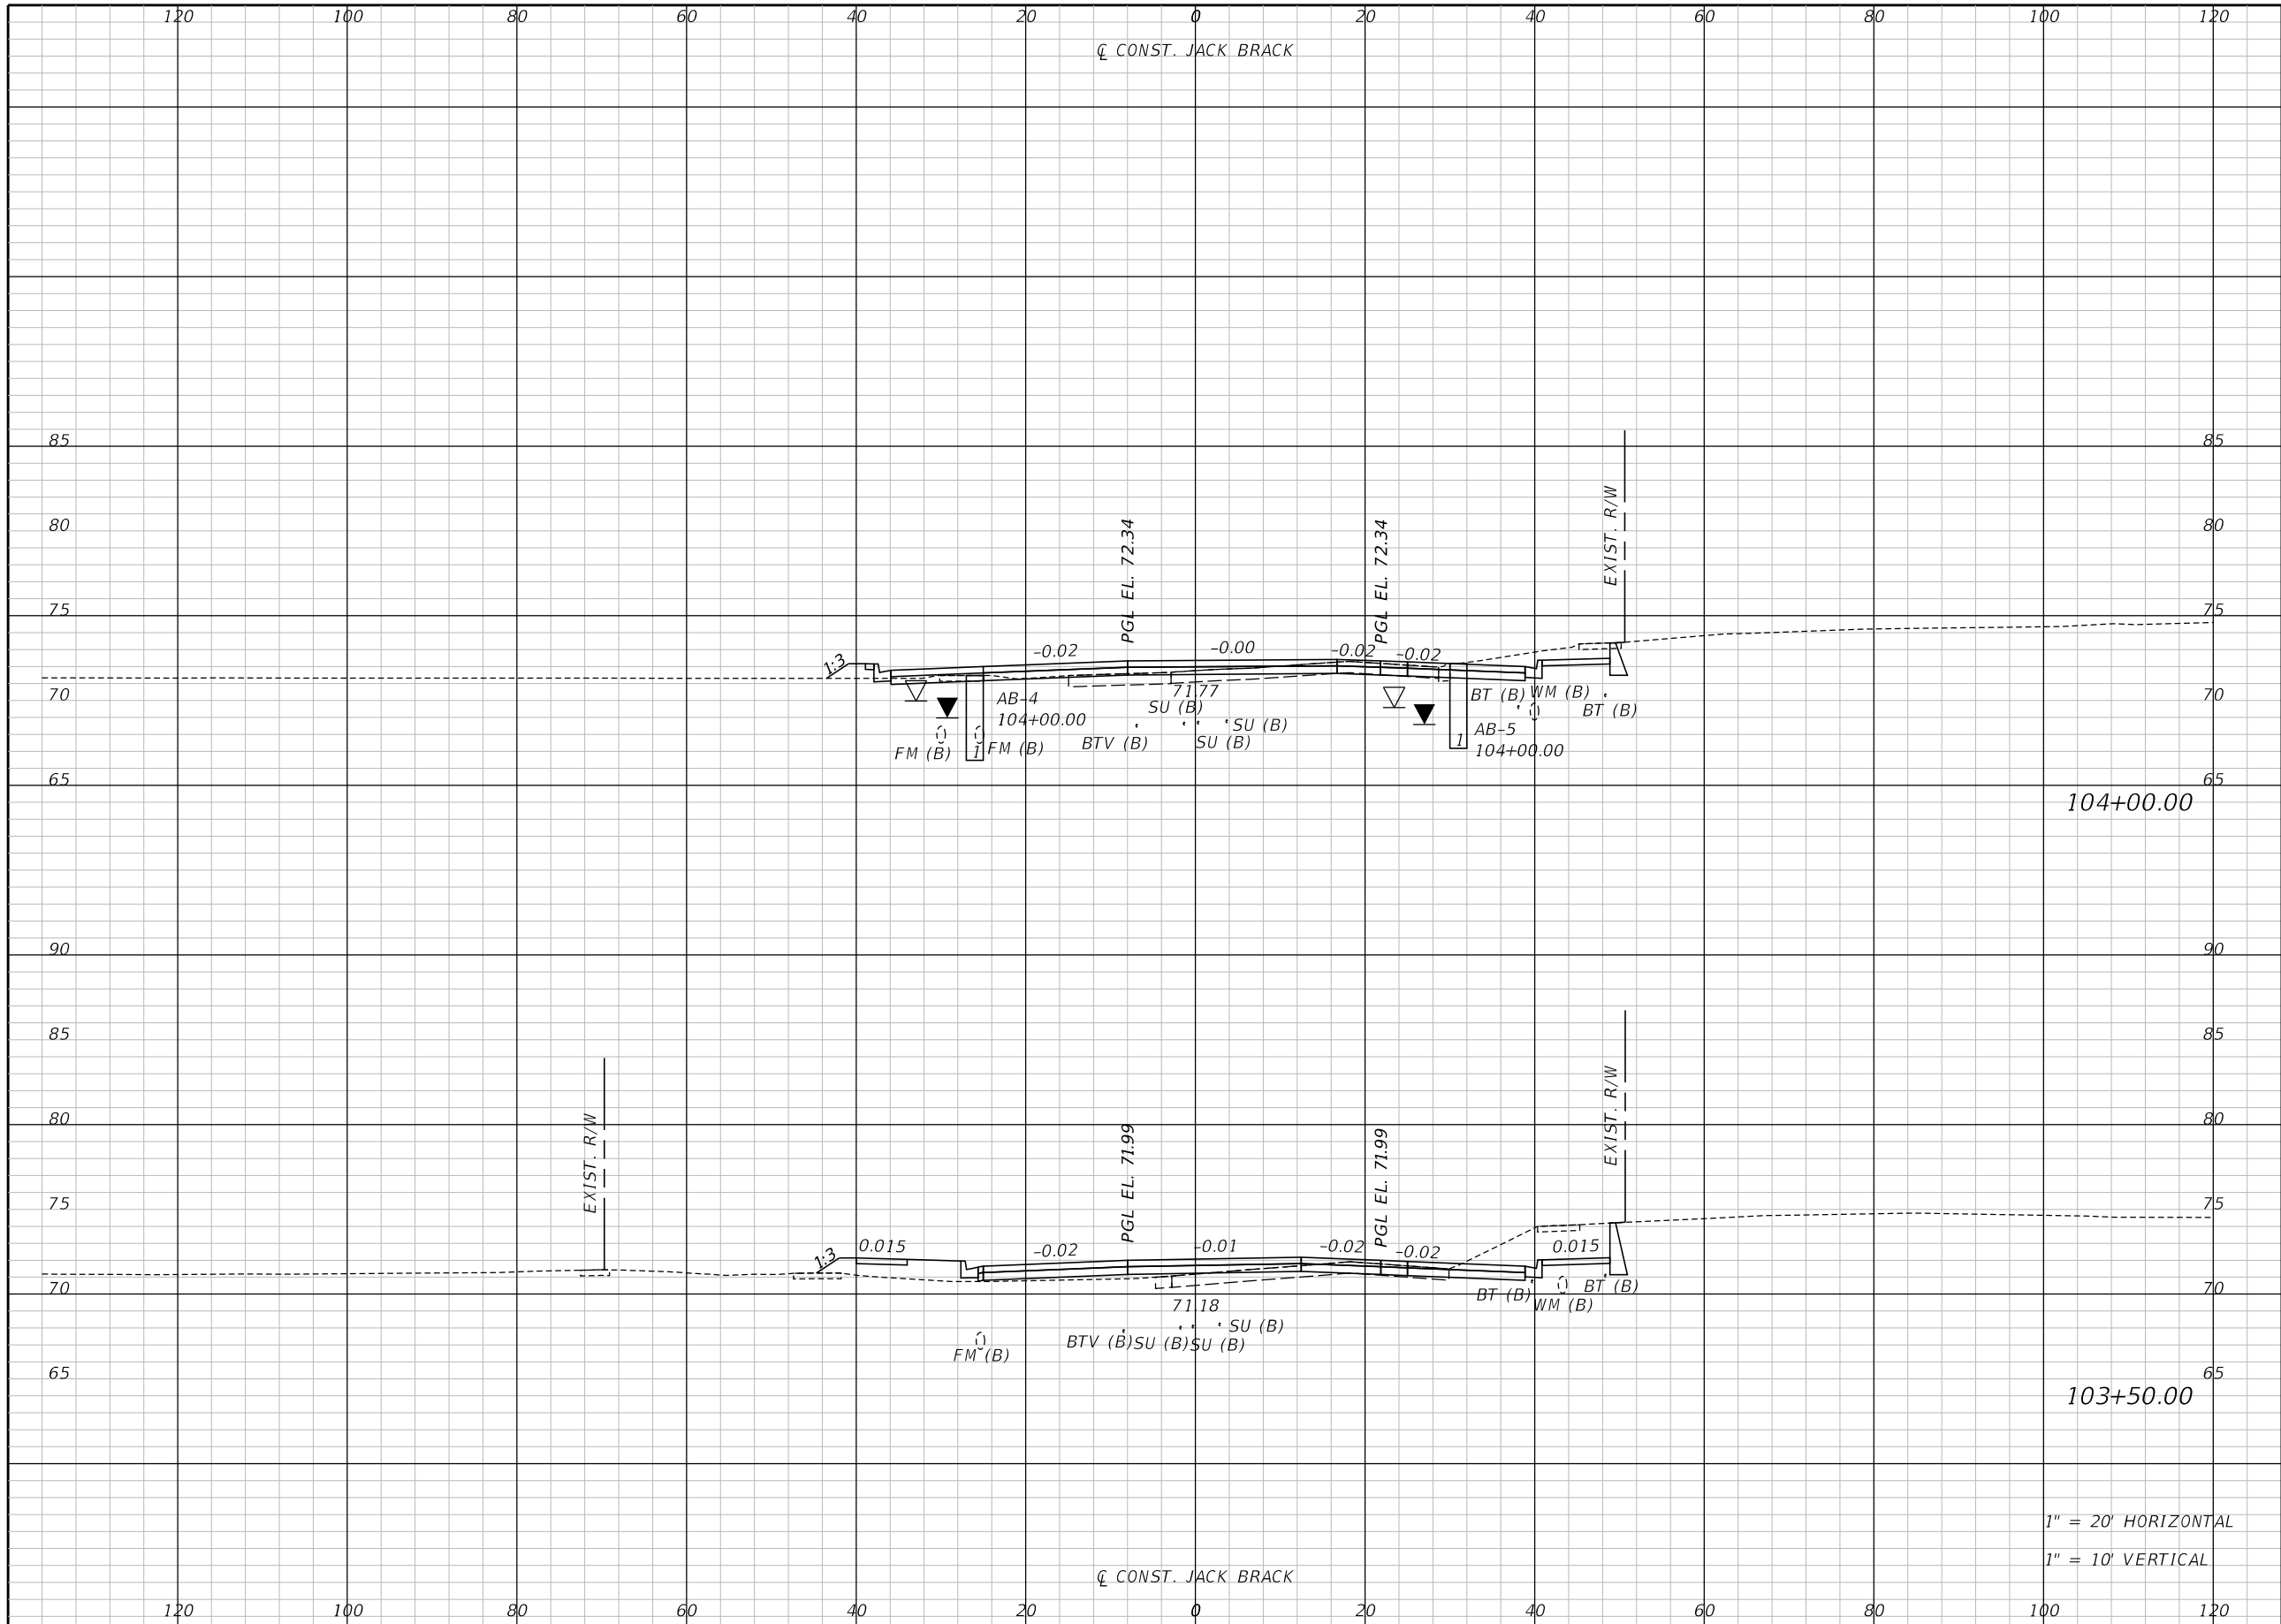 120 100 80 60 40 20 0 20 40 60 80 100 120
℄ CONST. JACK BRACK
85 85
EXIST. R/W
80 80
PGL EL. 72.34 PGL EL. 72.34
75 75
1:3 -0.02 -0.00 -0.02 -0.02
70 70
71.77
AB-4
104+00.00
SU (B)
BT (B) WM (B)
BT (B)
SU (B)
FM (B) 1 FM (B) BTV (B) SU (B)
1 AB-5
104+00.00
65 65
104+00.00
90 90
85 85
EXIST. R/W EXIST. R/W
80 80
PGL EL. 71.99 PGL EL. 71.99
75 75
1:3 0.015 -0.02 -0.01 -0.02 -0.02 0.015
70 70
BT (B) WM (B) BT (B)
71.18
SU (B)
FM (B) BTV (B) SU (B) SU (B)
65 65
103+50.00
1" = 20' HORIZONTAL
1" = 10' VERTICAL
℄ CONST. JACK BRACK
120 100 80 60 40 20 0 20 40 60 80 100 120